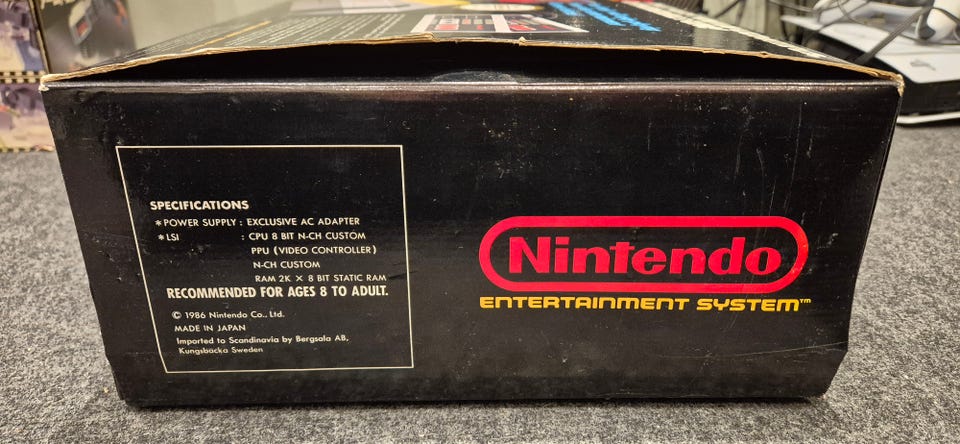 SPECIFICATIONS
*POWER SUPPLY : EXCLUSIVE AC ADAPTER
*LSI : CPU 8 BIT N-CH CUSTOM
PPU (VIDEO CONTROLLER)
N-CH CUSTOM
RAM 2K X 8 BIT STATIC RAM
RECOMMENDED FOR AGES 8 TO ADULT.
© 1986 Nintendo Co., Ltd.
MADE IN JAPAN
Imported to Scandinavia by Bergsala AB,
Kungsbacka Sweden
Nintendo
ENTERTAINMENT SYSTEM™